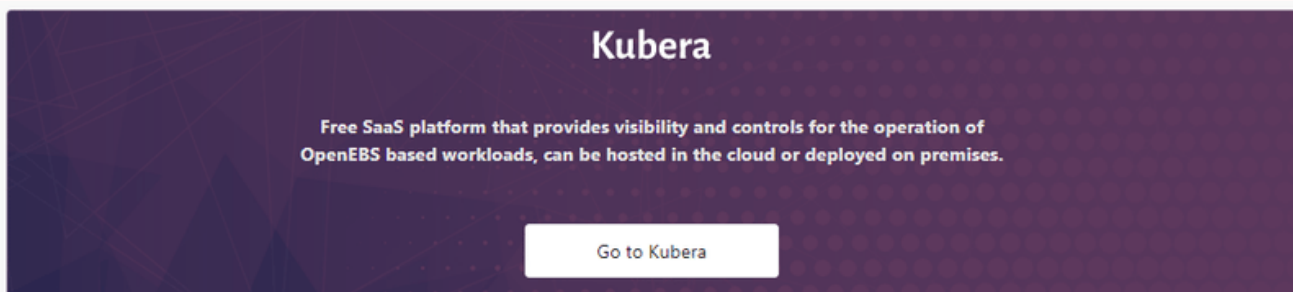 Kubera
Free SaaS platform that provides visibility and controls for the operation of
OpenEBS based workloads, can be hosted in the cloud or deployed on premises.
Go to Kubera